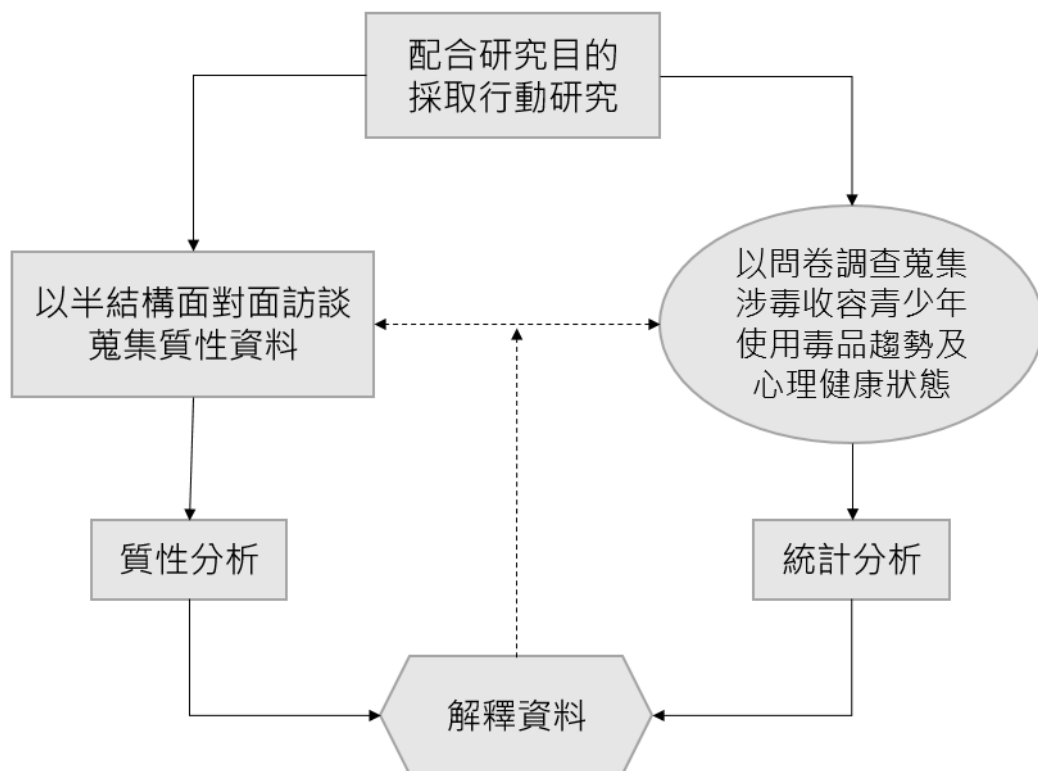 配合研究目的
採取行動研究
以半結構面對面訪談
蒐集質性資料
以問卷調查蒐集
涉毒收容青少年
使用毒品趨勢及
心理健康狀態
質性分析
統計分析
解釋資料